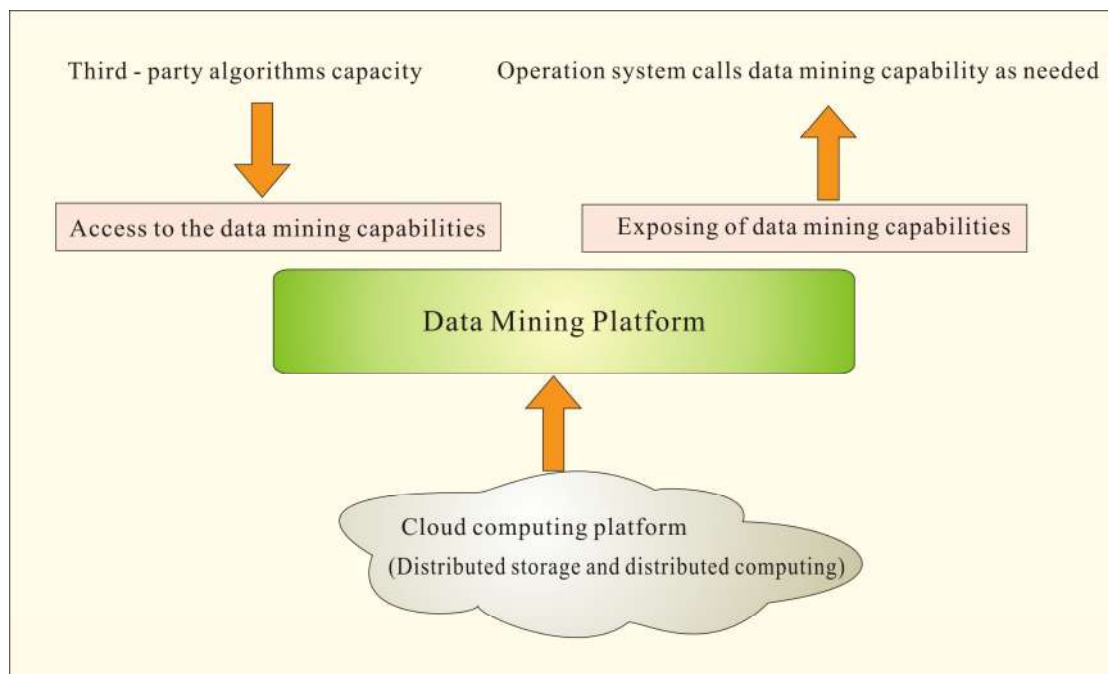 Third - party algorithms capacity
Operation system calls data mining capability as needed
Access to the data mining capabilities
Exposing of data mining capabilities
Data Mining Platform
Cloud computing platform
(Distributed storage and distributed computing)